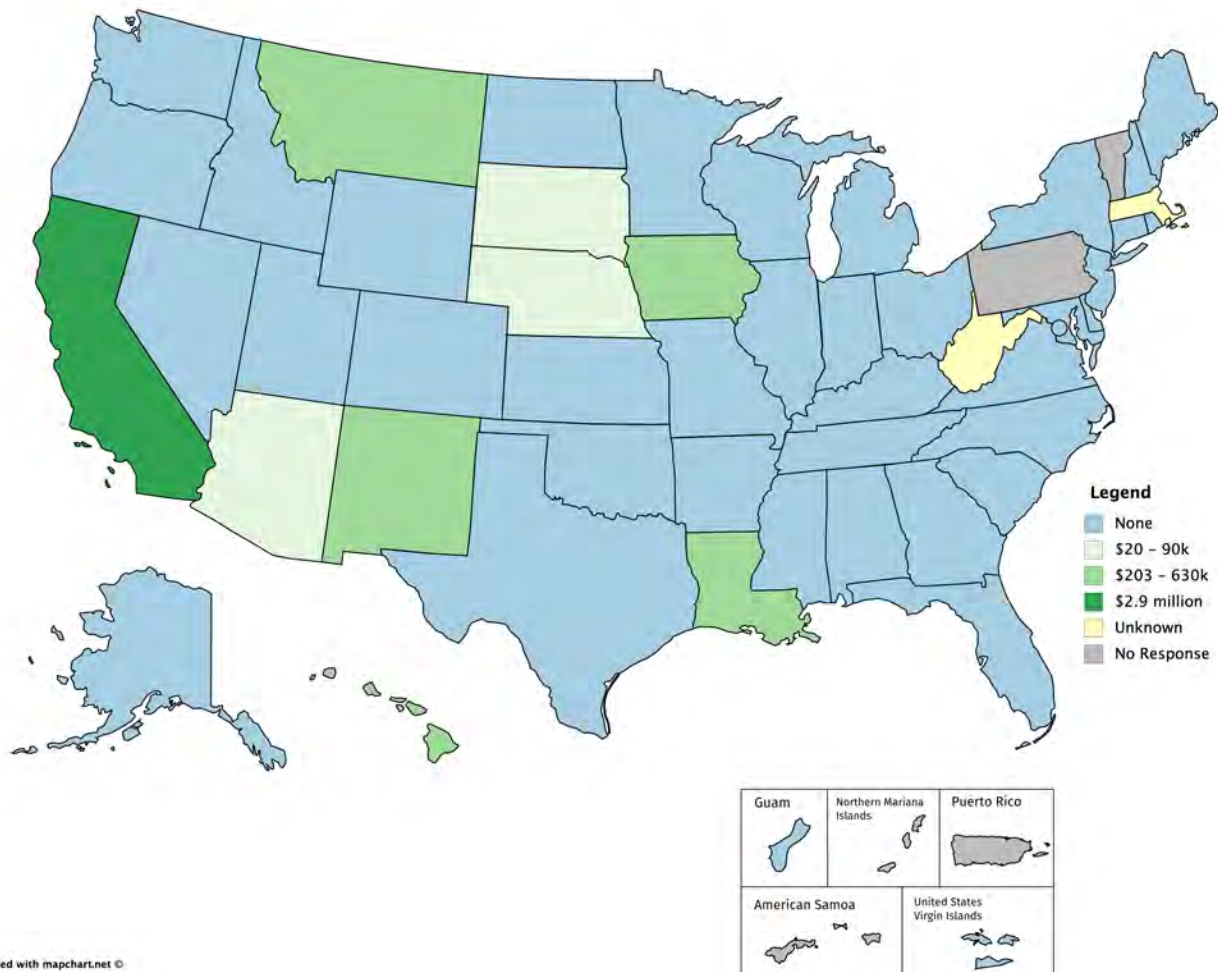 Legend
None
$20 – 90k
$203 – 630k
$2.9 million
Unknown
No Response
Guam
Northern Mariana
Islands
Puerto Rico
American Samoa
United States
Virgin Islands
ed with mapchart.net ©